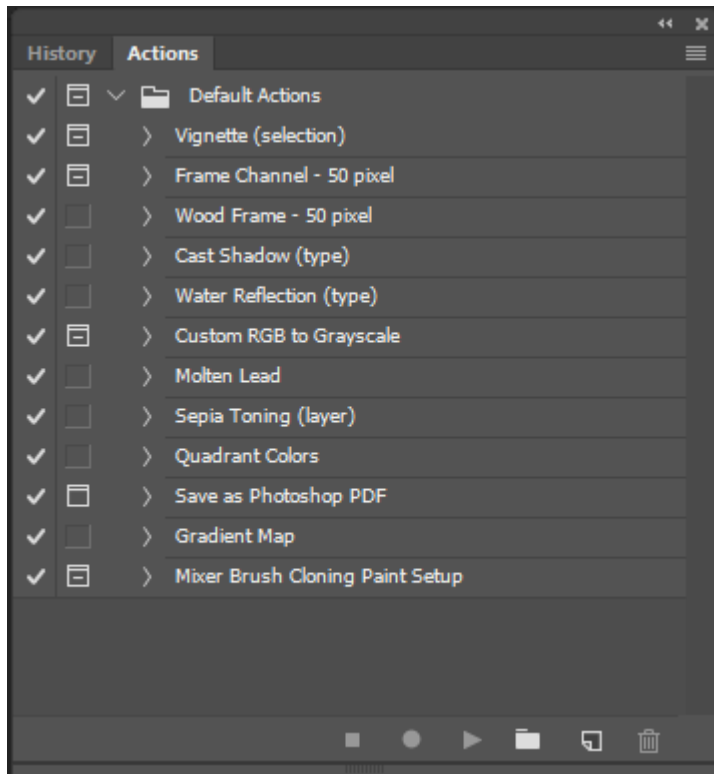 History Actions
Default Actions
Vignette (selection)
Frame Channel - 50 pixel
Wood Frame - 50 pixel
Cast Shadow (type)
Water Reflection (type)
Custom RGB to Grayscale
Molten Lead
Sepia Toning (layer)
Quadrant Colors
Save as Photoshop PDF
Gradient Map
Mixer Brush Cloning Paint Setup